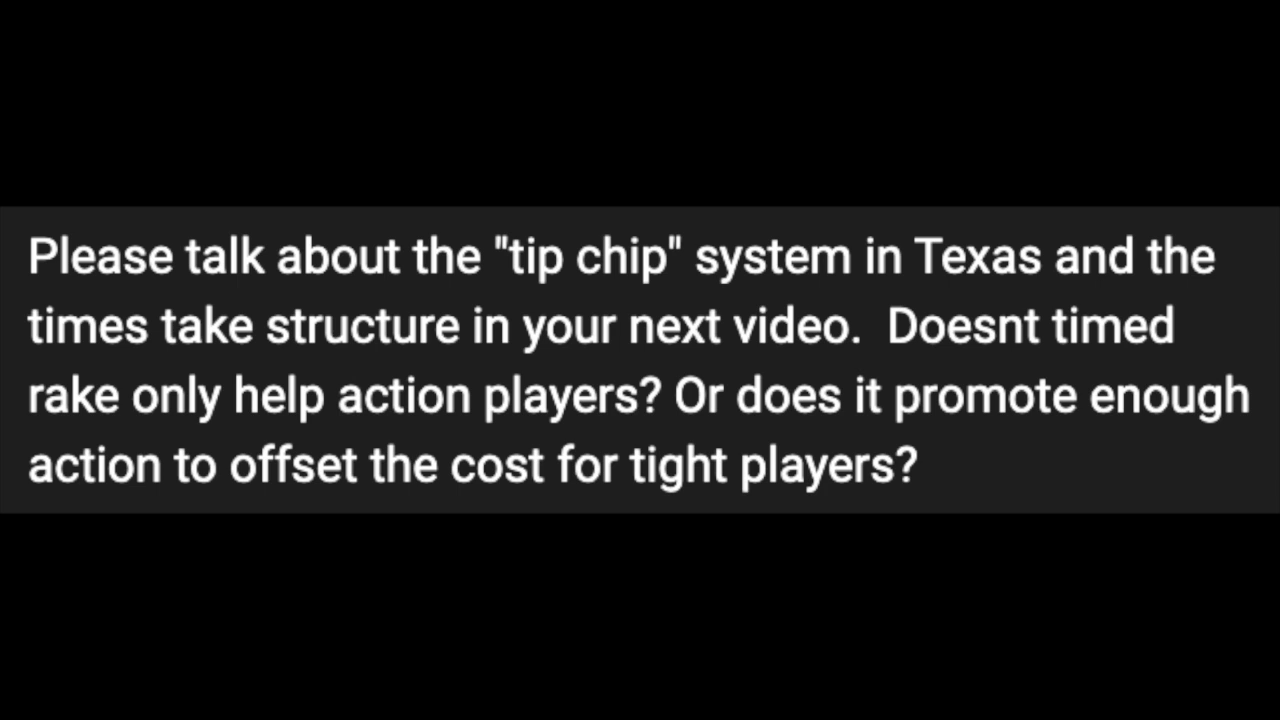 Please talk about the "tip chip" system in Texas and the
times take structure in your next video.  Doesnt timed
rake only help action players? Or does it promote enough
action to offset the cost for tight players?